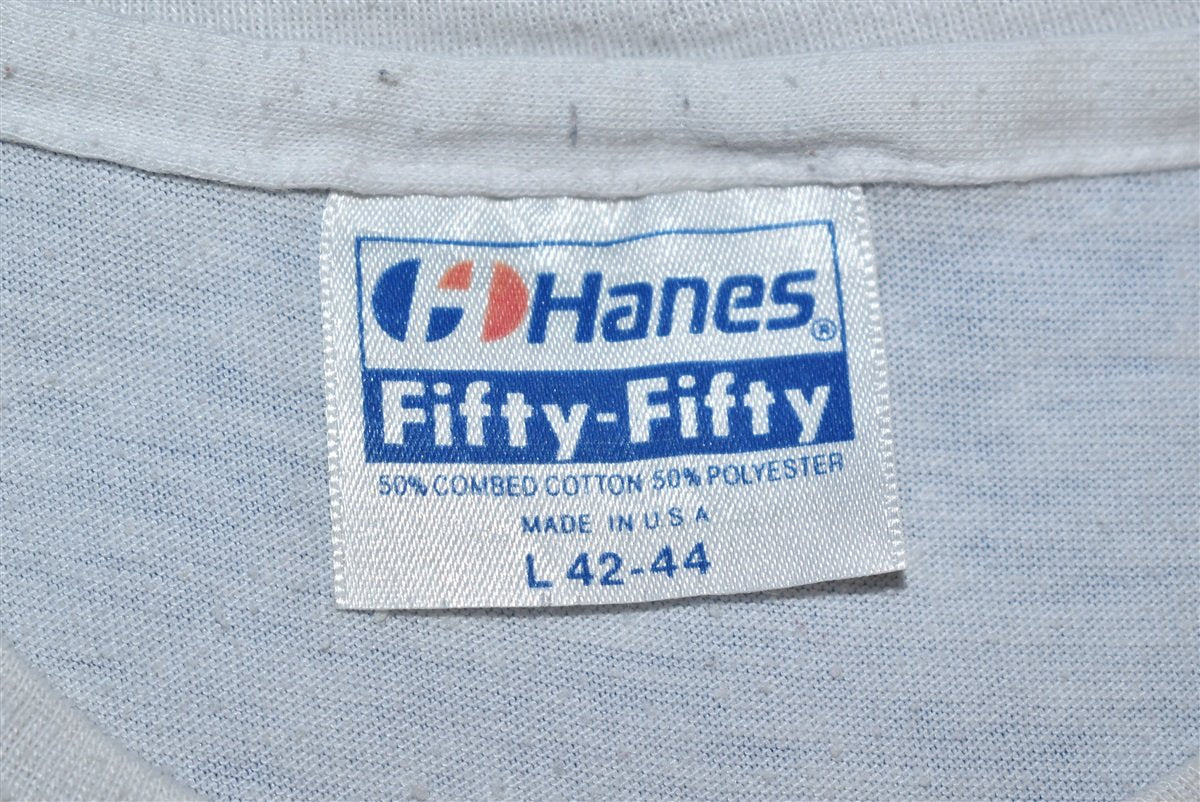 Hanes®
Fifty-Fifty
50% COMBED COTTON 50% POLYESTER
MADE IN U S A
L 42-44